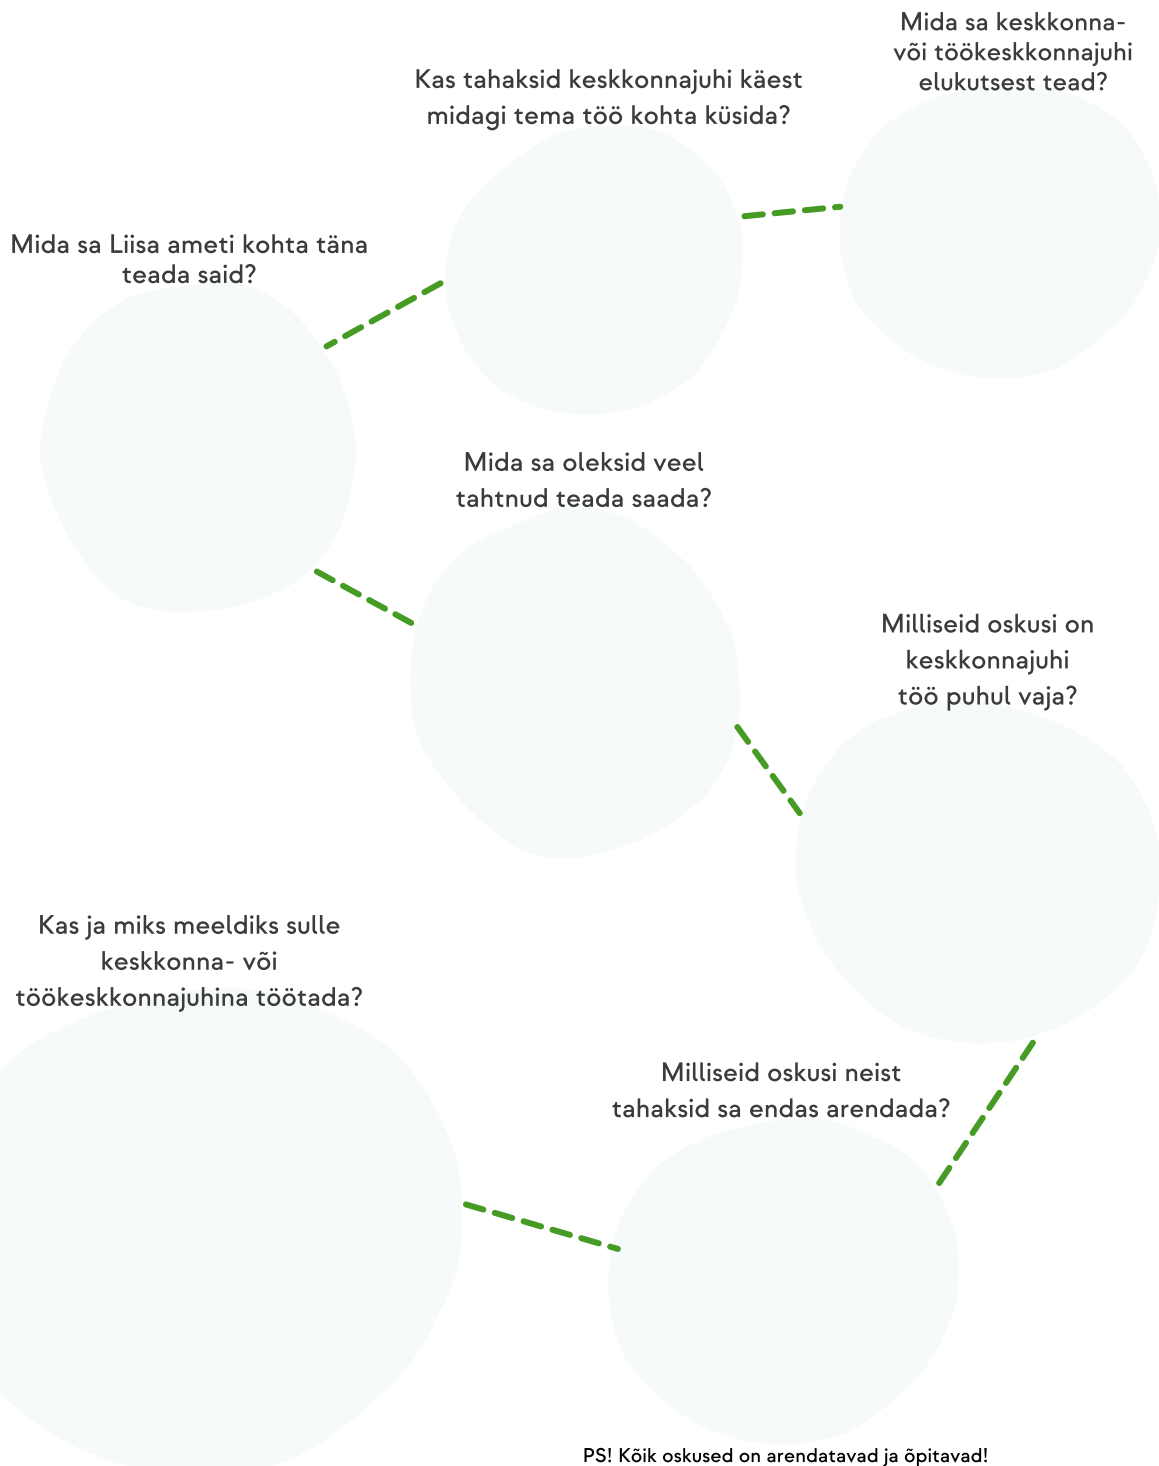 Mida sa keskkonna-
või töökeskkonnajuhi
elukutsest tead?
Kas tahaksid keskkonnajuhi käest
midagi tema töö kohta küsida?
Mida sa Liisa ameti kohta täna
teada said?
Mida sa oleksid veel
tahtnud teada saada?
Milliseid oskusi on
keskkonnajuhi
töö puhul vaja?
Milliseid oskusi neist
tahaksid sa endas arendada?
Kas ja miks meeldiks sulle
keskkonna- või
töökeskkonnajuhina töötada?
PS! Kõik oskused on arendatavad ja õpitavad!